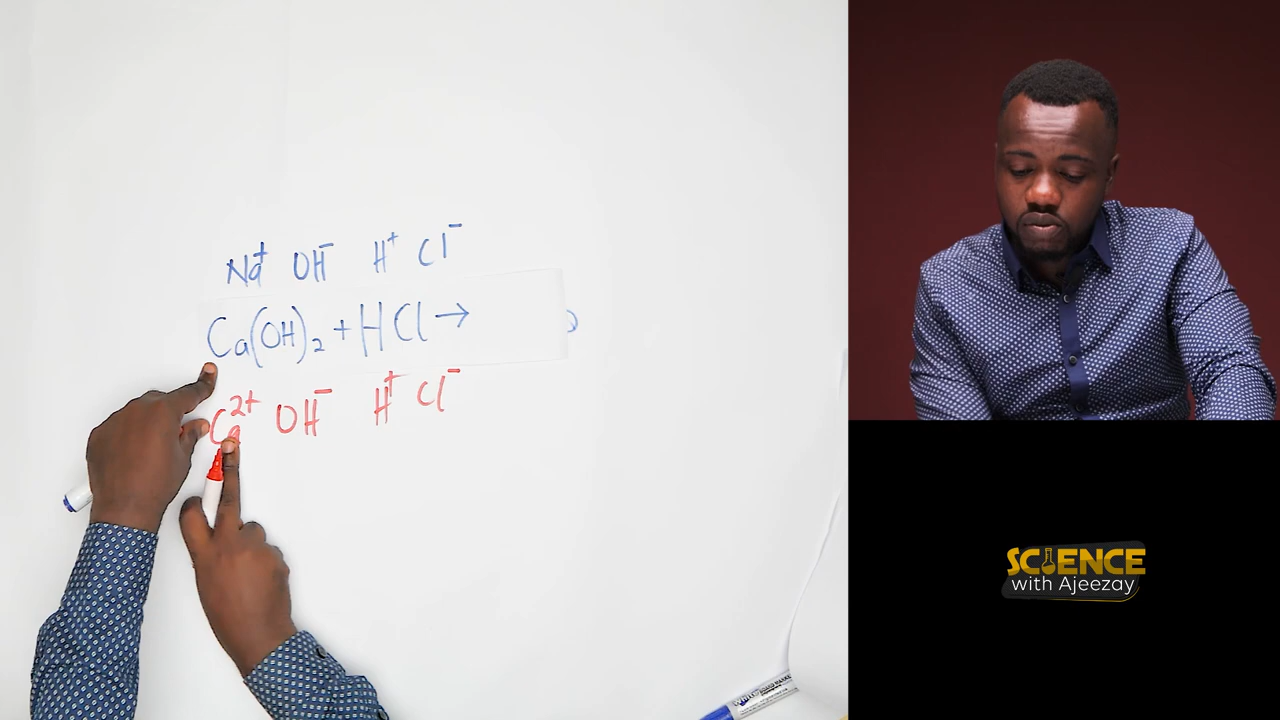 Na⁺ OH⁻ H⁺ Cl⁻
Ca(OH)₂ + HCl →
Ca²⁺ OH⁻ H⁺ Cl⁻
SCIENCE
with Ajeezay